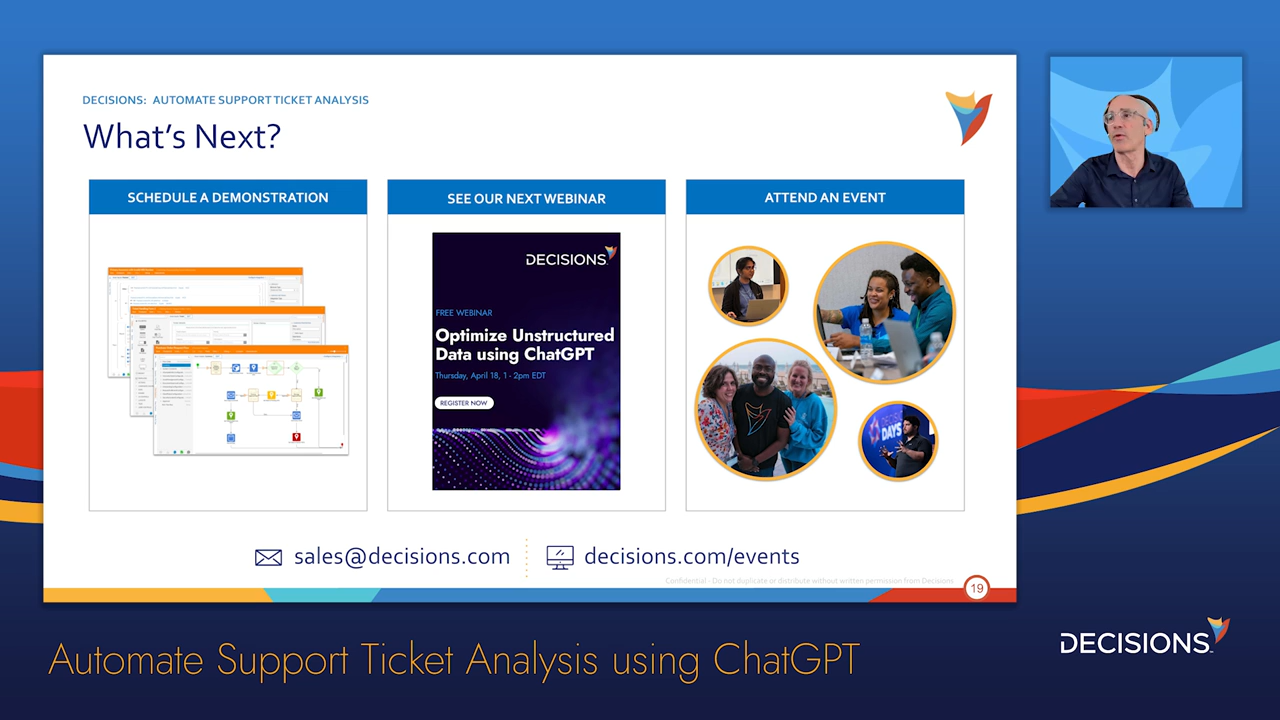 DECISIONS: AUTOMATE SUPPORT TICKET ANALYSIS
What's Next?
SCHEDULE A DEMONSTRATION
SEE OUR NEXT WEBINAR
DECISIONS
FREE WEBINAR
Optimize Unstructured
Data using ChatGPT
Thursday, April 18, 1 - 2pm EDT
REGISTER NOW
ATTEND AN EVENT
DAYS
sales@decisions.com
decisions.com/events
Confidential - Do not duplicate or distribute without written permission from Decisions
19
Automate Support Ticket Analysis using ChatGPT
DECISIONS